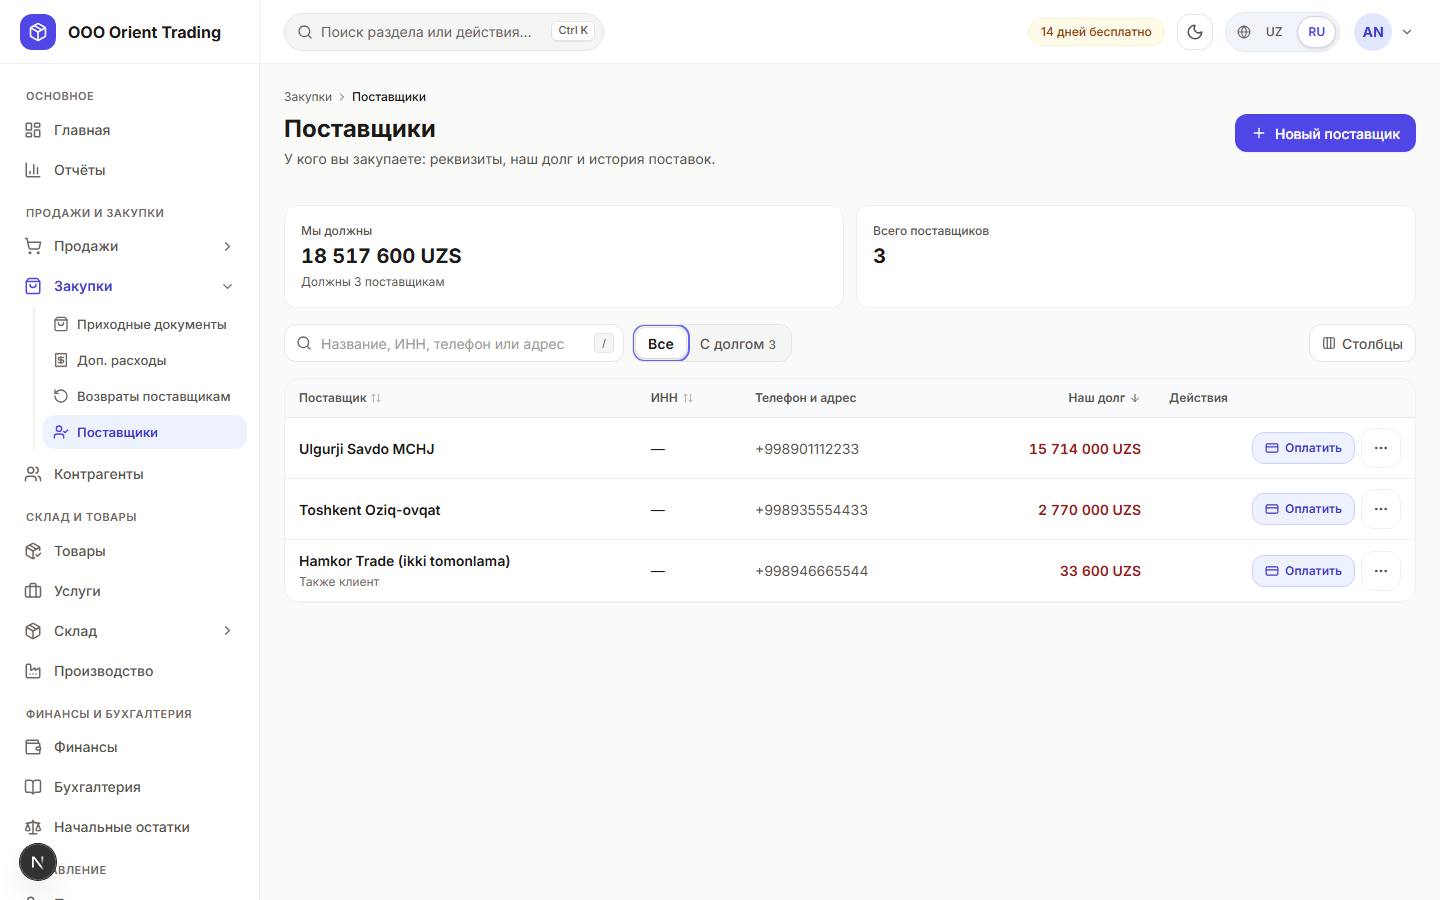 OOO Orient Trading
Поиск раздела или действия...
Ctrl K
14 дней бесплатно
UZ
RU
AN
ОСНОВНОЕ
Главная
Отчёты
ПРОДАЖИ И ЗАКУПКИ
Продажи
Закупки
Приходные документы
Доп. расходы
Возвраты поставщикам
Поставщики
Контрагенты
СКЛАД И ТОВАРЫ
Товары
Услуги
Склад
Производство
ФИНАНСЫ И БУХГАЛТЕРИЯ
Финансы
Бухгалтерия
Начальные остатки
N
Закупки
Поставщики
Поставщики
У кого вы закупаете: реквизиты, наш долг и история поставок.
Новый поставщик
Мы должны
18 517 600 UZS
Должны 3 поставщикам
Всего поставщиков
3
Название, ИНН, телефон или адрес
/
Все
С долгом 3
Столбцы
Поставщик ИНН Телефон и адрес Наш долг Действия
Ulgurji Savdo MCHJ — +998901112233 15 714 000 UZS Оплатить
Toshkent Oziq-ovqat — +998935554433 2 770 000 UZS Оплатить
Hamkor Trade (ikki tomonlama) — +998946665544 33 600 UZS Оплатить
Также клиент